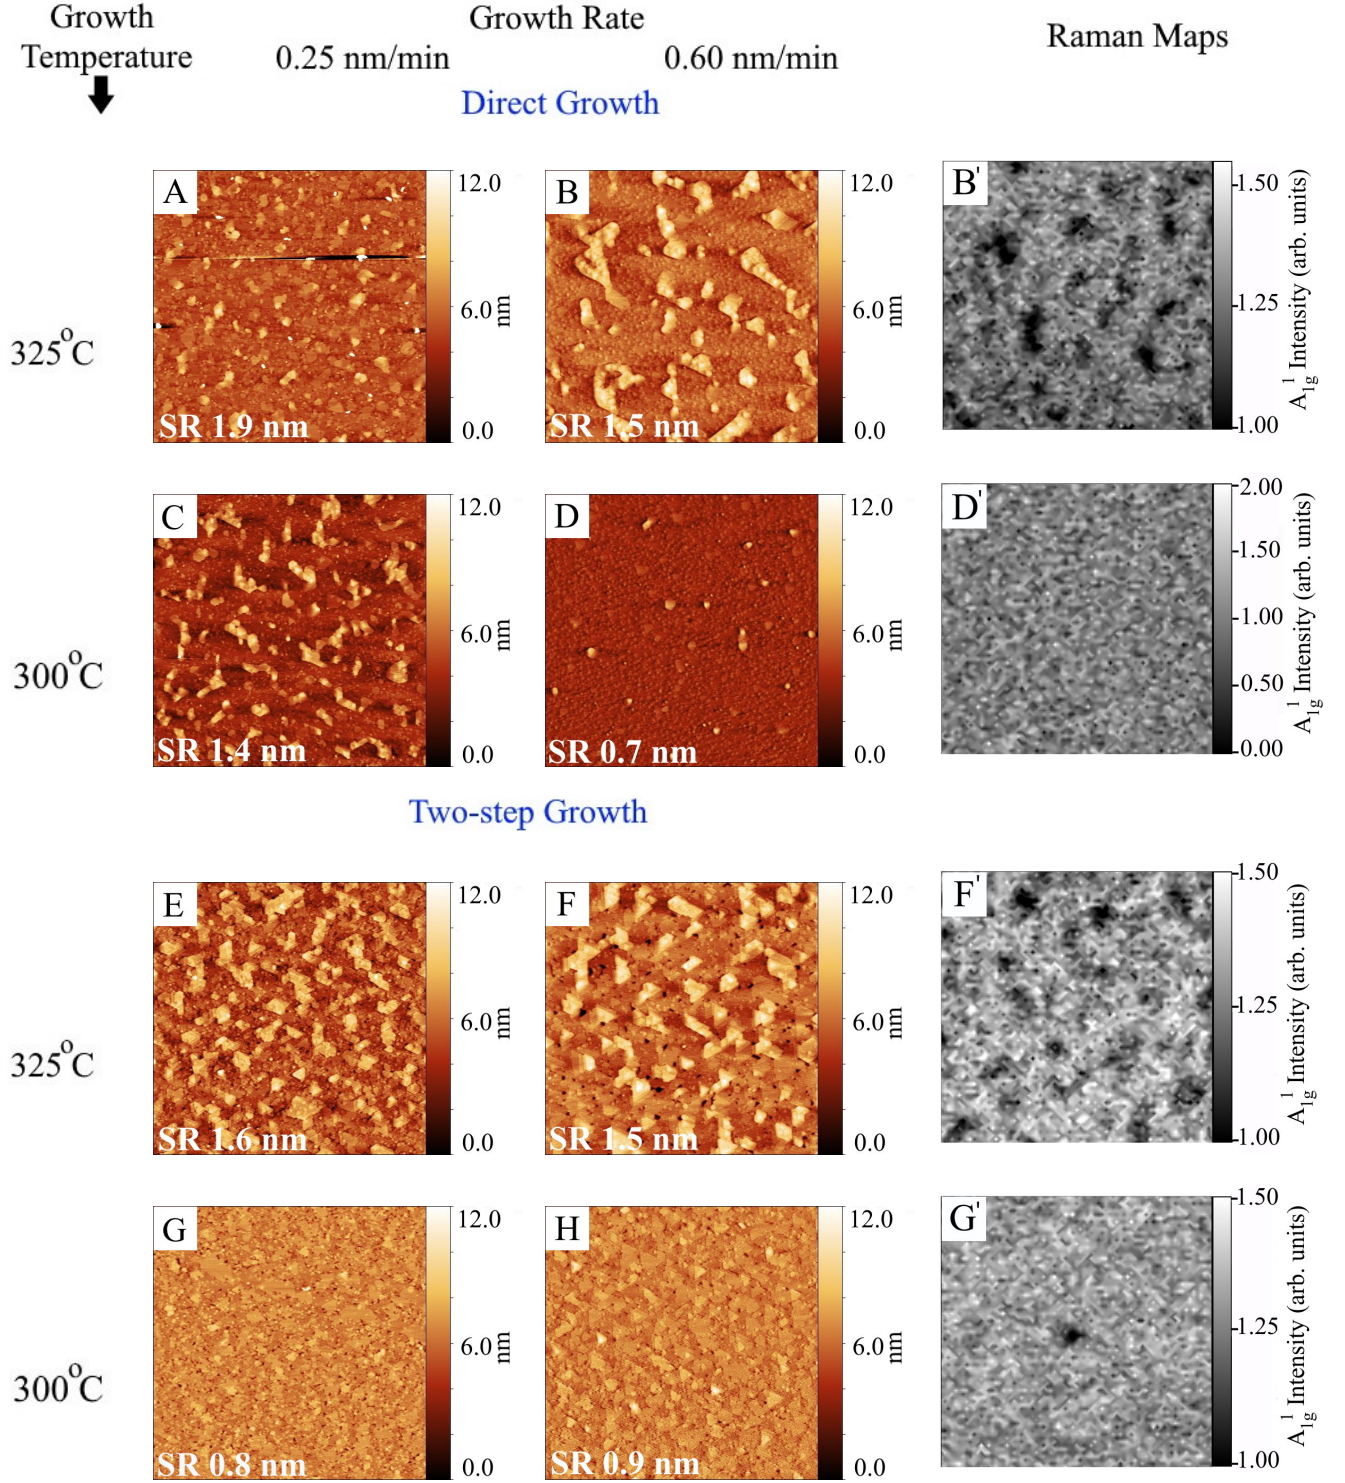 Growth
Temperature
Growth Rate
0.25 nm/min 0.60 nm/min
Raman Maps
Direct Growth
325°C
A
SR 1.9 nm
12.0
6.0
0.0
nm
B
SR 1.5 nm
12.0
6.0
0.0
nm
B'
1.50
1.25
1.00
A1g1 Intensity (arb. units)
300°C
C
SR 1.4 nm
12.0
6.0
0.0
nm
D
SR 0.7 nm
12.0
6.0
0.0
nm
D'
2.00
1.50
1.00
0.50
0.00
A1g1 Intensity (arb. units)
Two-step Growth
325°C
E
SR 1.6 nm
12.0
6.0
0.0
nm
F
SR 1.5 nm
12.0
6.0
0.0
nm
F'
1.50
1.25
1.00
A1g1 Intensity (arb. units)
300°C
G
SR 0.8 nm
12.0
6.0
0.0
nm
H
SR 0.9 nm
12.0
6.0
0.0
nm
G'
1.50
1.25
1.00
A1g1 Intensity (arb. units)